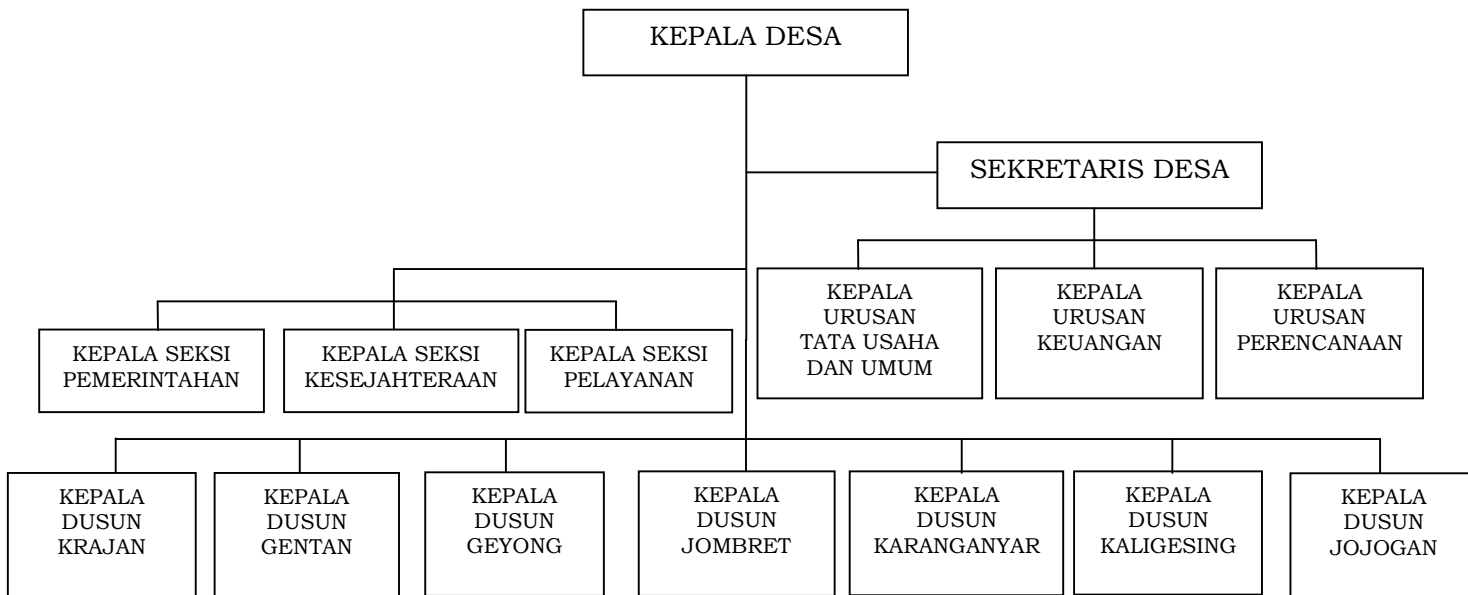 KEPALA DESA
SEKRETARIS DESA
KEPALA
URUSAN
TATA USAHA
DAN UMUM
KEPALA
URUSAN
KEUANGAN
KEPALA
URUSAN
PERENCANAAN
KEPALA SEKSI
PEMERINTAHAN
KEPALA SEKSI
KESEJAHTERAAN
KEPALA SEKSI
PELAYANAN
KEPALA
DUSUN
KRAJAN
KEPALA
DUSUN
GENTAN
KEPALA
DUSUN
GEYONG
KEPALA
DUSUN
JOMBRET
KEPALA
DUSUN
KARANGANYAR
KEPALA
DUSUN
KALIGESING
KEPALA
DUSUN
JOJOGAN